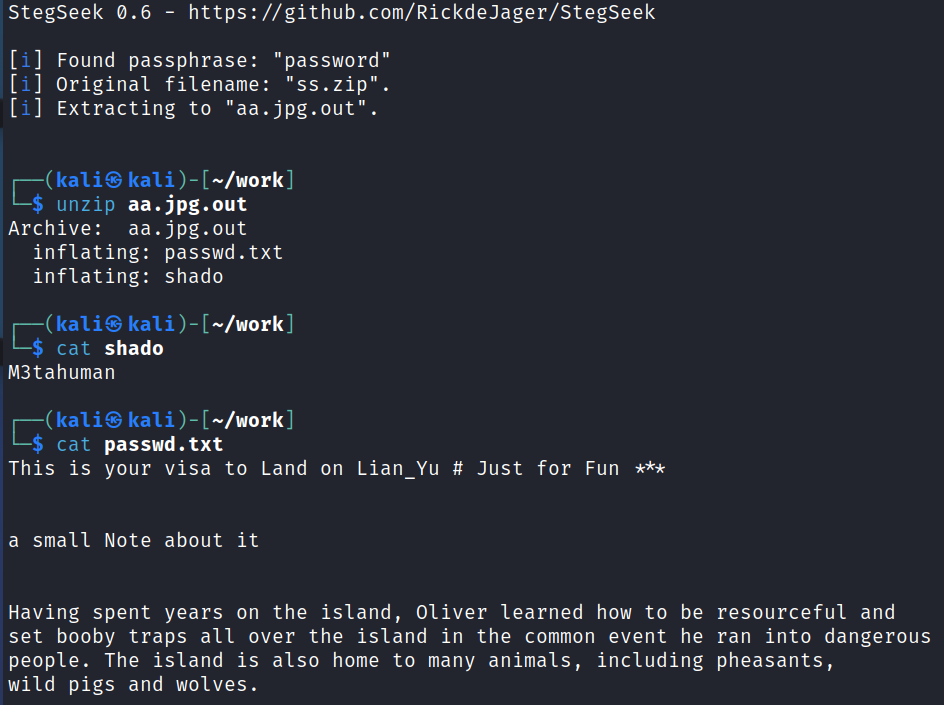 StegSeek 0.6 - https://github.com/RickdeJager/StegSeek
[i] Found passphrase: "password"
[i] Original filename: "ss.zip".
[i] Extracting to "aa.jpg.out".
┌──(kali㉿kali)-[~/work]
└─$ unzip aa.jpg.out
Archive:  aa.jpg.out
  inflating: passwd.txt
  inflating: shado
┌──(kali㉿kali)-[~/work]
└─$ cat shado
M3tahuman
┌──(kali㉿kali)-[~/work]
└─$ cat passwd.txt
This is your visa to Land on Lian_Yu # Just for Fun ***
a small Note about it
Having spent years on the island, Oliver learned how to be resourceful and
set booby traps all over the island in the common event he ran into dangerous
people. The island is also home to many animals, including pheasants,
wild pigs and wolves.